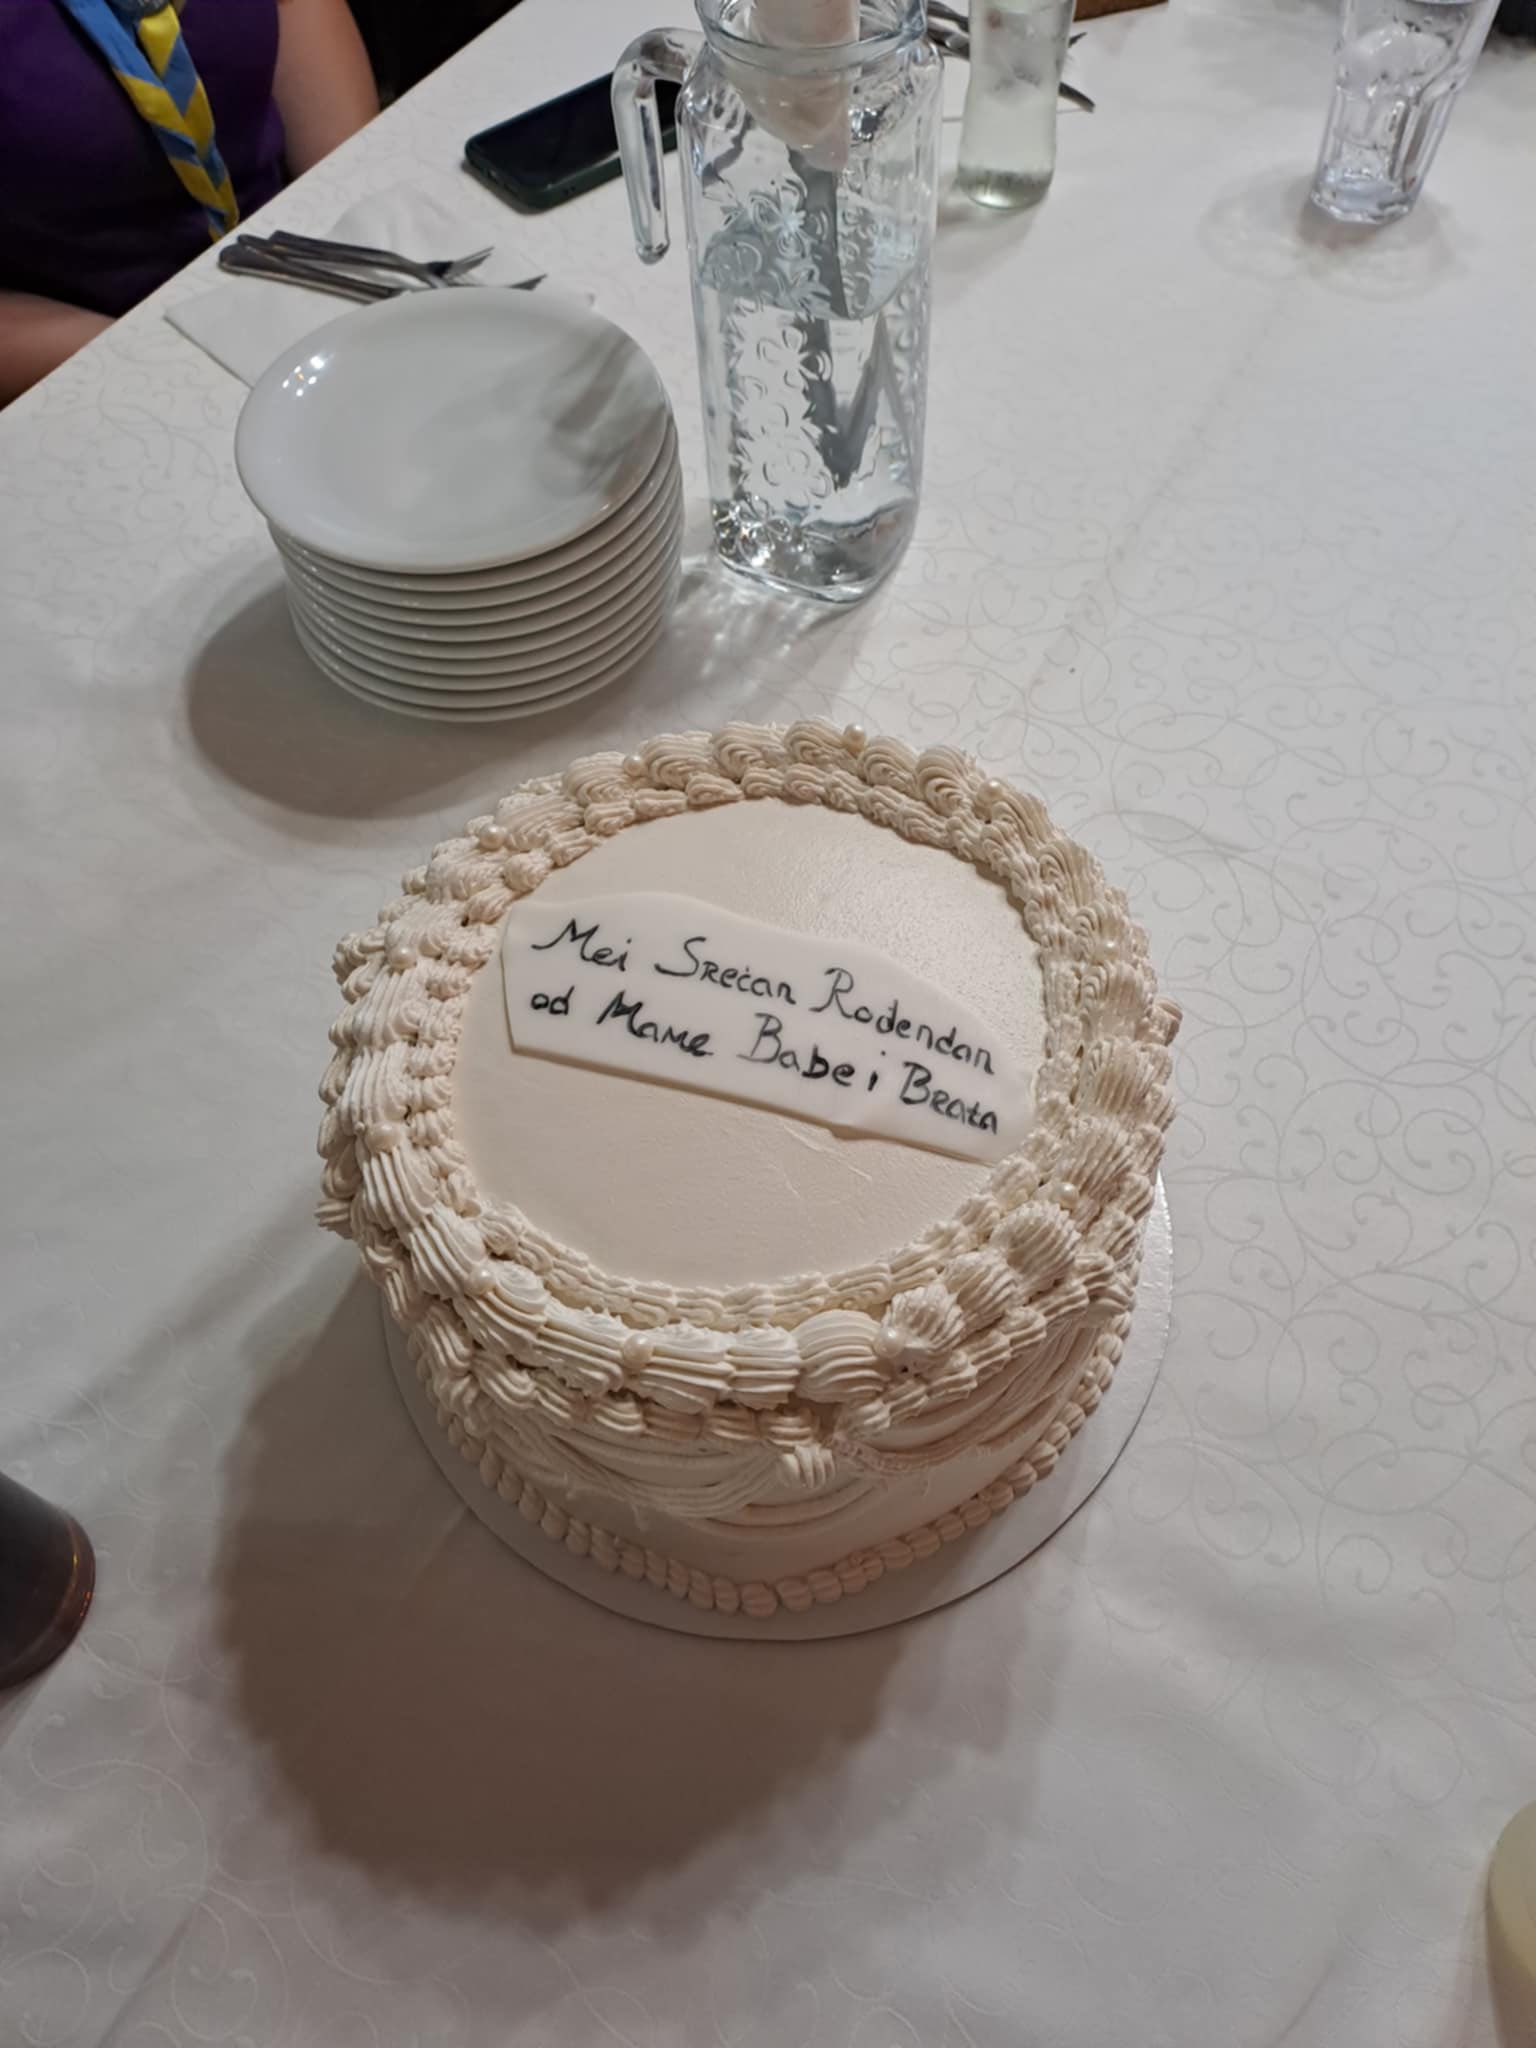 Mei Srećan Rođendan
od Mame Babe i Brata